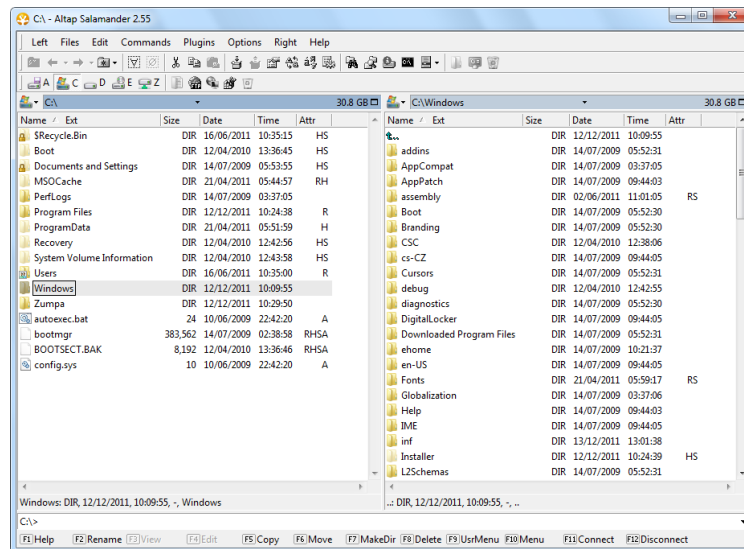 C:\ - Altap Salamander 2.55
Left Files Edit Commands Plugins Options Right Help
A C D E Z
C:\ 30.8 GB
Name Ext Size Date Time Attr
$Recycle.Bin DIR 16/06/2011 10:35:15 HS
Boot DIR 12/04/2010 13:36:45 HS
Documents and Settings DIR 14/07/2009 05:53:55 HS
MSOCache DIR 21/04/2011 05:44:57 RH
PerfLogs DIR 14/07/2009 03:37:05
Program Files DIR 12/12/2011 10:24:38 R
ProgramData DIR 21/04/2011 05:51:59 H
Recovery DIR 12/04/2010 12:42:56 HS
System Volume Information DIR 12/04/2010 12:43:58 HS
Users DIR 16/06/2011 10:35:00 R
Windows DIR 12/12/2011 10:09:55
Zumpa DIR 12/12/2011 10:29:50
autoexec.bat 24 10/06/2009 22:42:20 A
bootmgr 383,562 14/07/2009 02:38:58 RHSA
BOOTSECT.BAK 8,192 12/04/2010 13:36:46 RHSA
config.sys 10 10/06/2009 22:42:20 A
Windows: DIR, 12/12/2011, 10:09:55, -, Windows
C:\Windows 30.8 GB
Name Ext Size Date Time Attr
.. DIR 12/12/2011 10:09:55
addins DIR 14/07/2009 05:52:31
AppCompat DIR 14/07/2009 03:37:05
AppPatch DIR 14/07/2009 09:44:03
assembly DIR 02/06/2011 11:01:05 RS
Boot DIR 14/07/2009 05:52:30
Branding DIR 14/07/2009 05:52:30
CSC DIR 12/04/2010 12:38:06
cs-CZ DIR 14/07/2009 09:44:05
Cursors DIR 14/07/2009 05:52:31
debug DIR 12/04/2010 12:42:55
diagnostics DIR 14/07/2009 05:52:30
DigitalLocker DIR 14/07/2009 09:44:05
Downloaded Program Files DIR 14/07/2009 05:52:31
ehome DIR 14/07/2009 10:21:37
en-US DIR 14/07/2009 09:44:05
Fonts DIR 21/04/2011 05:59:17 RS
Globalization DIR 14/07/2009 03:37:06
Help DIR 14/07/2009 09:44:03
IME DIR 14/07/2009 09:44:05
inf DIR 13/12/2011 13:01:38
Installer DIR 12/12/2011 10:24:39 HS
L2Schemas DIR 14/07/2009 05:52:31
..: DIR, 12/12/2011, 10:09:55, -, ..
C:\>
F1 Help F2 Rename F3 View F4 Edit F5 Copy F6 Move F7 MakeDir F8 Delete F9 UsrMenu F10 Menu F11 Connect F12 Disconnect